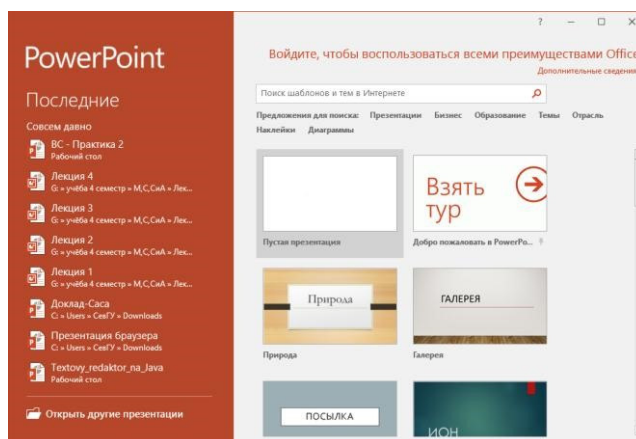 PowerPoint
Последние
Совсем давно
ВС - Практика 2
Рабочий стол
Лекция 4
G: » учёба 4 семестр » М,С,СиА » Лек...
Лекция 3
G: » учёба 4 семестр » М,С,СиА » Лек...
Лекция 2
G: » учёба 4 семестр » М,С,СиА » Лек...
Лекция 1
G: » учёба 4 семестр » М,С,СиА » Лек...
Доклад-Саса
C: » Users » СевГУ » Downloads
Презентация браузера
C: » Users » СевГУ » Downloads
Textovy_redaktor_na_Java
Рабочий стол
Открыть другие презентации
?
Войдите, чтобы воспользоваться всеми преимуществами Office
Дополнительные сведения
Поиск шаблонов и тем в Интернете
Предложения для поиска: Презентации Бизнес Образование Темы Отрасль
Наклейки Диаграммы
Взять
тур
Пустая презентация
Добро пожаловать в PowerPo...
Природа
ГАЛЕРЕЯ
Природа
Галерея
ПОСЫЛКА
ИОН